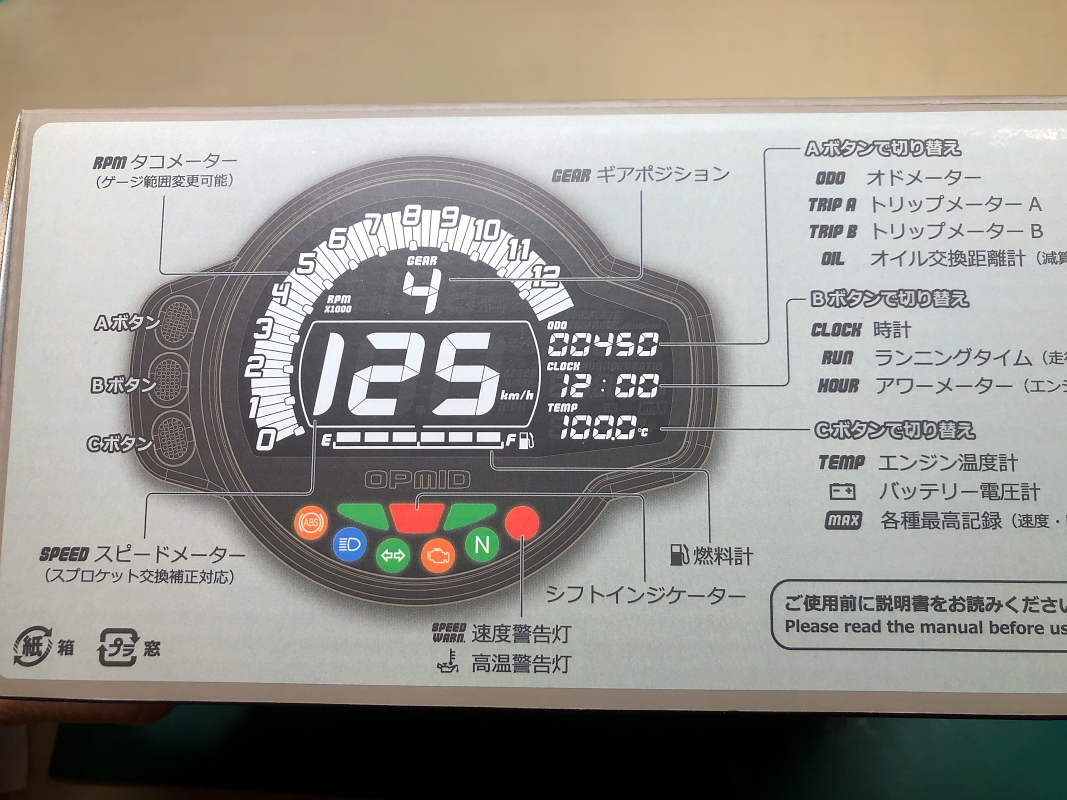 RPM タコメーター
（ゲージ範囲変更可能）
GEAR ギアポジション
Aボタンで切り替え
ODO オドメーター
TRIP A トリップメーター A
TRIP B トリップメーター B
OIL オイル交換距離計（減算
Bボタンで切り替え
CLOCK 時計
RUN ランニングタイム（走行
HOUR アワーメーター（エンジ
Cボタンで切り替え
TEMP エンジン温度計
バッテリー電圧計
MAX 各種最高記録（速度・
Aボタン
Bボタン
Cボタン
0
1
2
3
4
5
6
7
8
9
10
11
12
GEAR
4
RPM
X1000
125
km/h
ODO
00450
CLOCK
12:00
TEMP
100.0℃
E
F
OPMID
ABS
N
SPEED スピードメーター
（スプロケット交換補正対応）
燃料計
シフトインジケーター
SPEED WARN. 速度警告灯
高温警告灯
紙 箱
プラ 窓
ご使用前に説明書をお読みください
Please read the manual before us